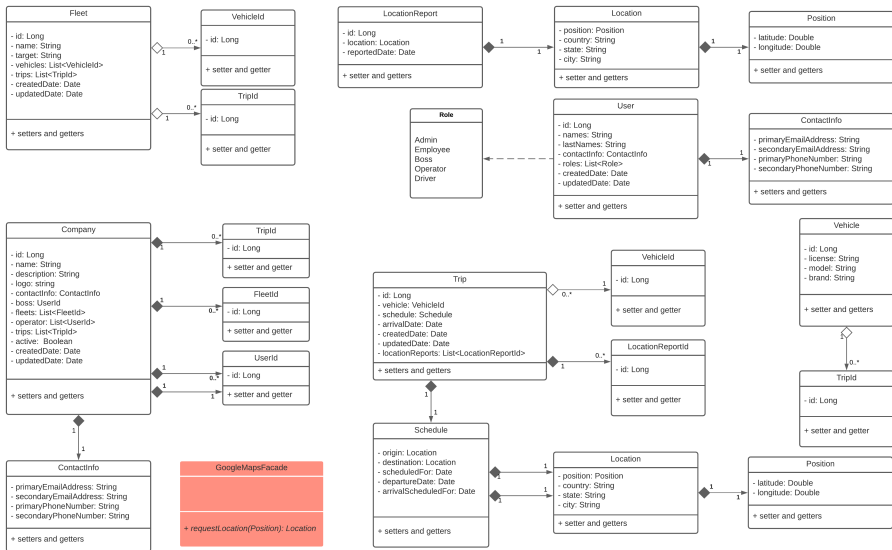 Fleet
- id: Long
- name: String
- target: String
- vehicles: List<VehicleId>
- trips: List<TripId>
- createdDate: Date
- updatedDate: Date
+ setters and getters
1
0..*
1
0..*
VehicleId
- id: Long
+ setter and getter
TripId
- id: Long
+ setter and getter
LocationReport
- id: Long
- location: Location
- reportedDate: Date
+ setter and getters
1
1
Location
- position: Position
- country: String
- state: String
- city: String
+ setter and getters
1
1
Position
- latitude: Double
- longitude: Double
+ setter and getters
Role
Admin
Employee
Boss
Operator
Driver
User
- id: Long
- names: String
- lastNames: String
- contactInfo: ContactInfo
- roles: List<Role>
- createdDate: Date
- updatedDate: Date
+ setter and getters
1
1
ContactInfo
- primaryEmailAddress: String
- secondaryEmailAddress: String
- primaryPhoneNumber: String
- secondaryPhoneNumber: String
+ setters and getters
Company
- id: Long
- name: String
- description: String
- logo: string
- contactInfo: ContactInfo
- boss: UserId
- fleets: List<FleetId>
- operator: List<UserId>
- trips: List<TripId>
- active: Boolean
- createdDate: Date
- updatedDate: Date
+ setters and getters
1
0..*
1
0..*
1
0..*
1
1
1
1
TripId
- id: Long
+ setter and getter
FleetId
- id: Long
+ setter and getter
UserId
- id: Long
+ setter and getter
ContactInfo
- primaryEmailAddress: String
- secondaryEmailAddress: String
- primaryPhoneNumber: String
- secondaryPhoneNumber: String
+ setters and getters
GoogleMapsFacade
+ requestLocation(Position): Location
Trip
- id: Long
- vehicle: VehicleId
- schedule: Schedule
- arrivalDate: Date
- createdDate: Date
- updatedDate: Date
- locationReports: List<LocationReportId>
+ setters and getters
0..*
1
1
0..*
1
1
VehicleId
- id: Long
+ setter and getter
LocationReportId
- id: Long
+ setter and getter
Vehicle
- id: Long
- license: String
- model: String
- brand: String
+ setter and getter
1
0..*
TripId
- id: Long
+ setter and getter
Schedule
- origin: Location
- destination: Location
- scheduledFor: Date
- departureDate: Date
- arrivalScheduledFor: Date
+ setters and getters
1
1
1
1
Location
- position: Position
- country: String
- state: String
- city: String
+ setter and getters
1
1
Position
- latitude: Double
- longitude: Double
+ setter and getters